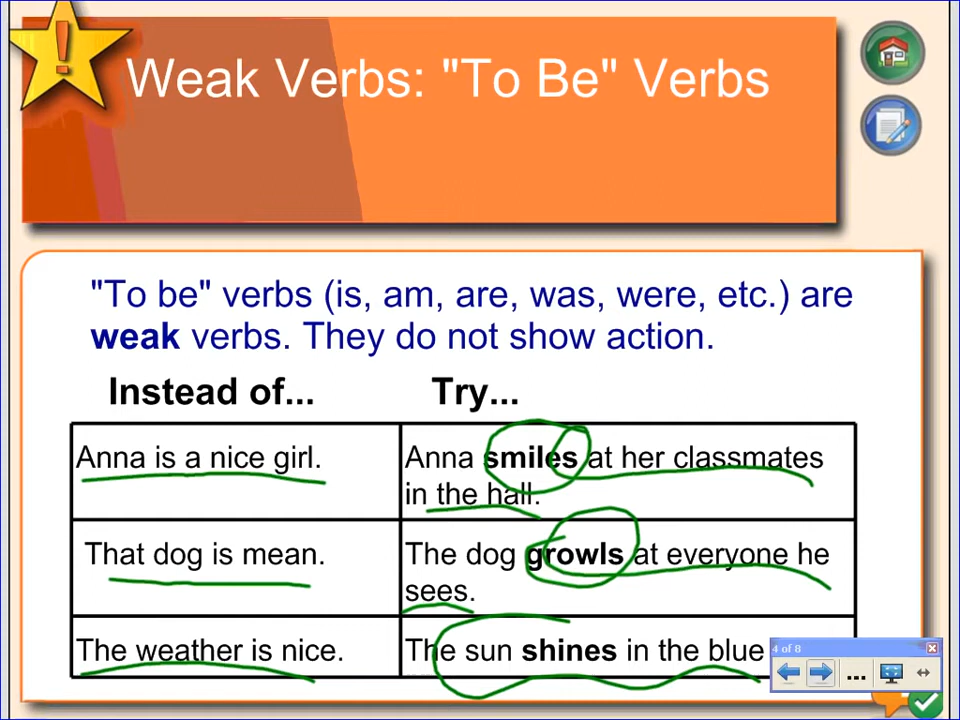 Weak Verbs: "To Be" Verbs
"To be" verbs (is, am, are, was, were, etc.) are
weak verbs. They do not show action.
Instead of...
Try...
Anna is a nice girl.
Anna smiles at her classmates
in the hall.
That dog is mean.
The dog growls at everyone he
sees.
The weather is nice.
The sun shines in the blue
4 of 8
...